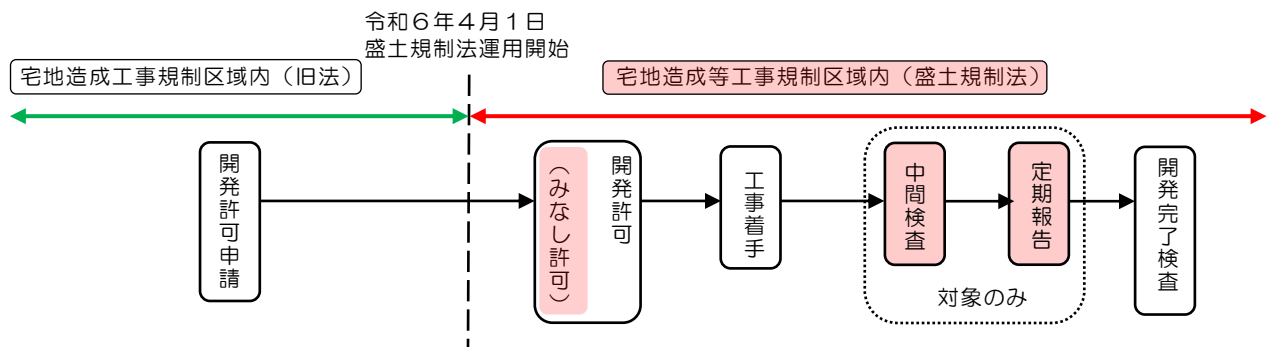 令和６年４月１日
盛土規制法運用開始
宅地造成工事規制区域内（旧法）
宅地造成等工事規制区域内（盛土規制法）
開発許可申請
開発許可
（みなし許可）
工事着手
中間検査
定期報告
対象のみ
開発完了検査